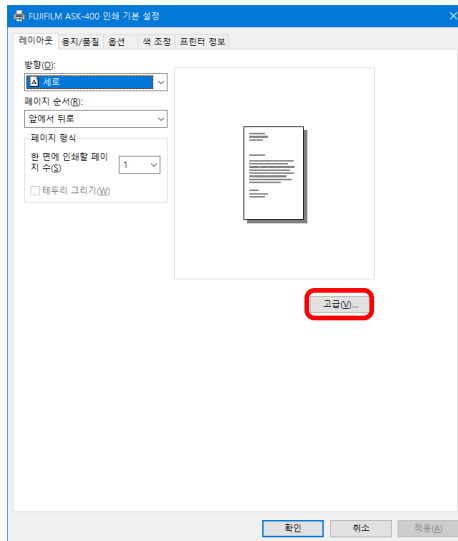 FUJIFILM ASK-400 인쇄 기본 설정
레이아웃 용지/품질 옵션 색 조정 프린터 정보
방향(O):
A 세로
페이지 순서(R):
앞에서 뒤로
페이지 형식
한 면에 인쇄할 페이
지 수(S)
1
테두리 그리기(W)
고급(V)...
확인 취소 적용(A)